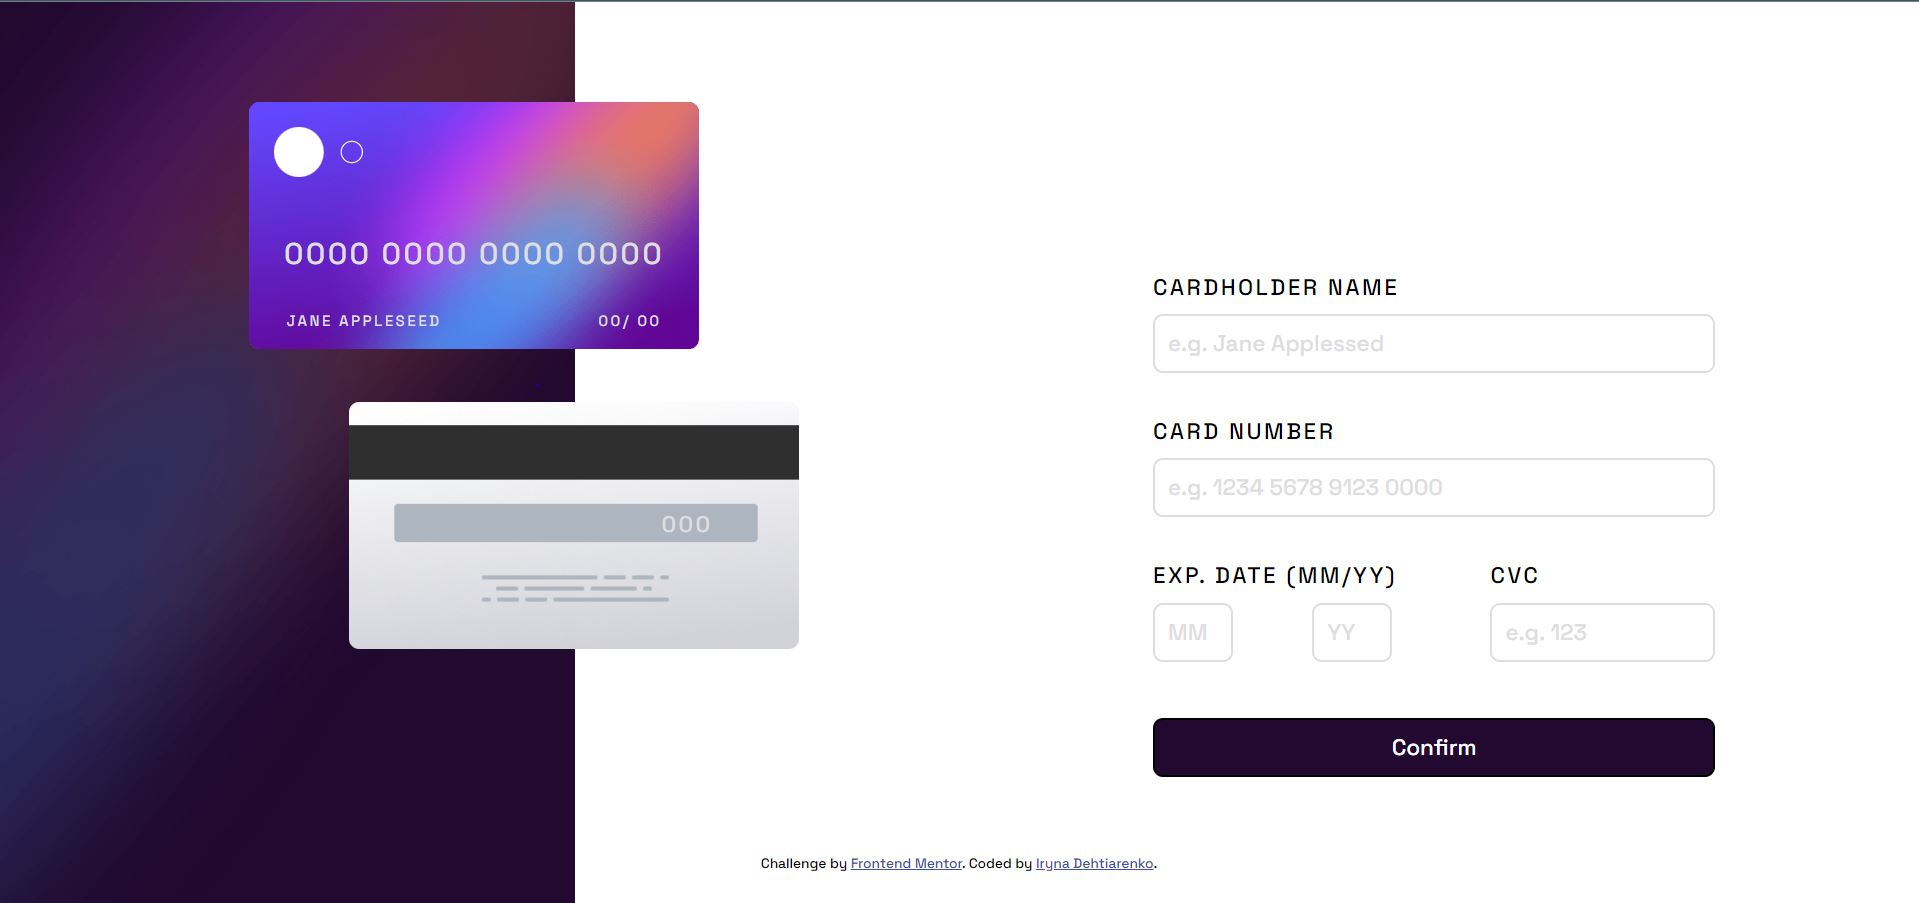 0000 0000 0000 0000
JANE APPLESEED
00/ 00
000
CARDHOLDER NAME
e.g. Jane Applessed
CARD NUMBER
e.g. 1234 5678 9123 0000
EXP. DATE (MM/YY)
CVC
MM
YY
e.g. 123
Confirm
Challenge by Frontend Mentor. Coded by Iryna Dehtiarenko.